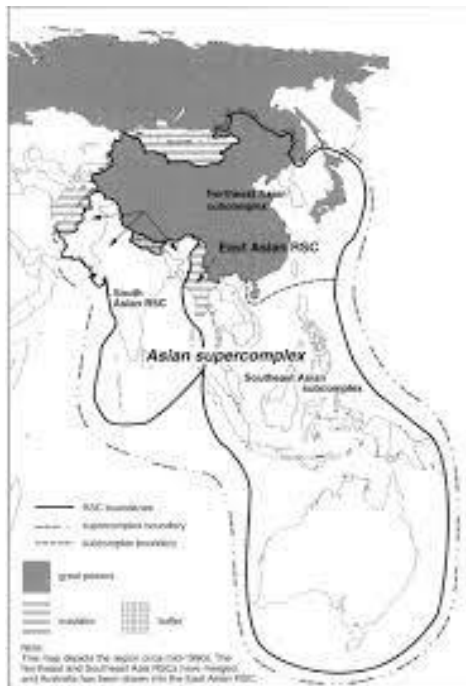 Northeast Asian
subcomplex
East Asian RSC
South
Asian RSC
Asian supercomplex
Southeast Asian
subcomplex
RSC boundaries
supercomplex boundary
subcomplex boundary
great powers
insulator
buffer
Note:
This map depicts the region since mid-1990s. The
Northeast and Southeast Asia RSCs have merged,
and Australia has been drawn into the East Asian RSC.